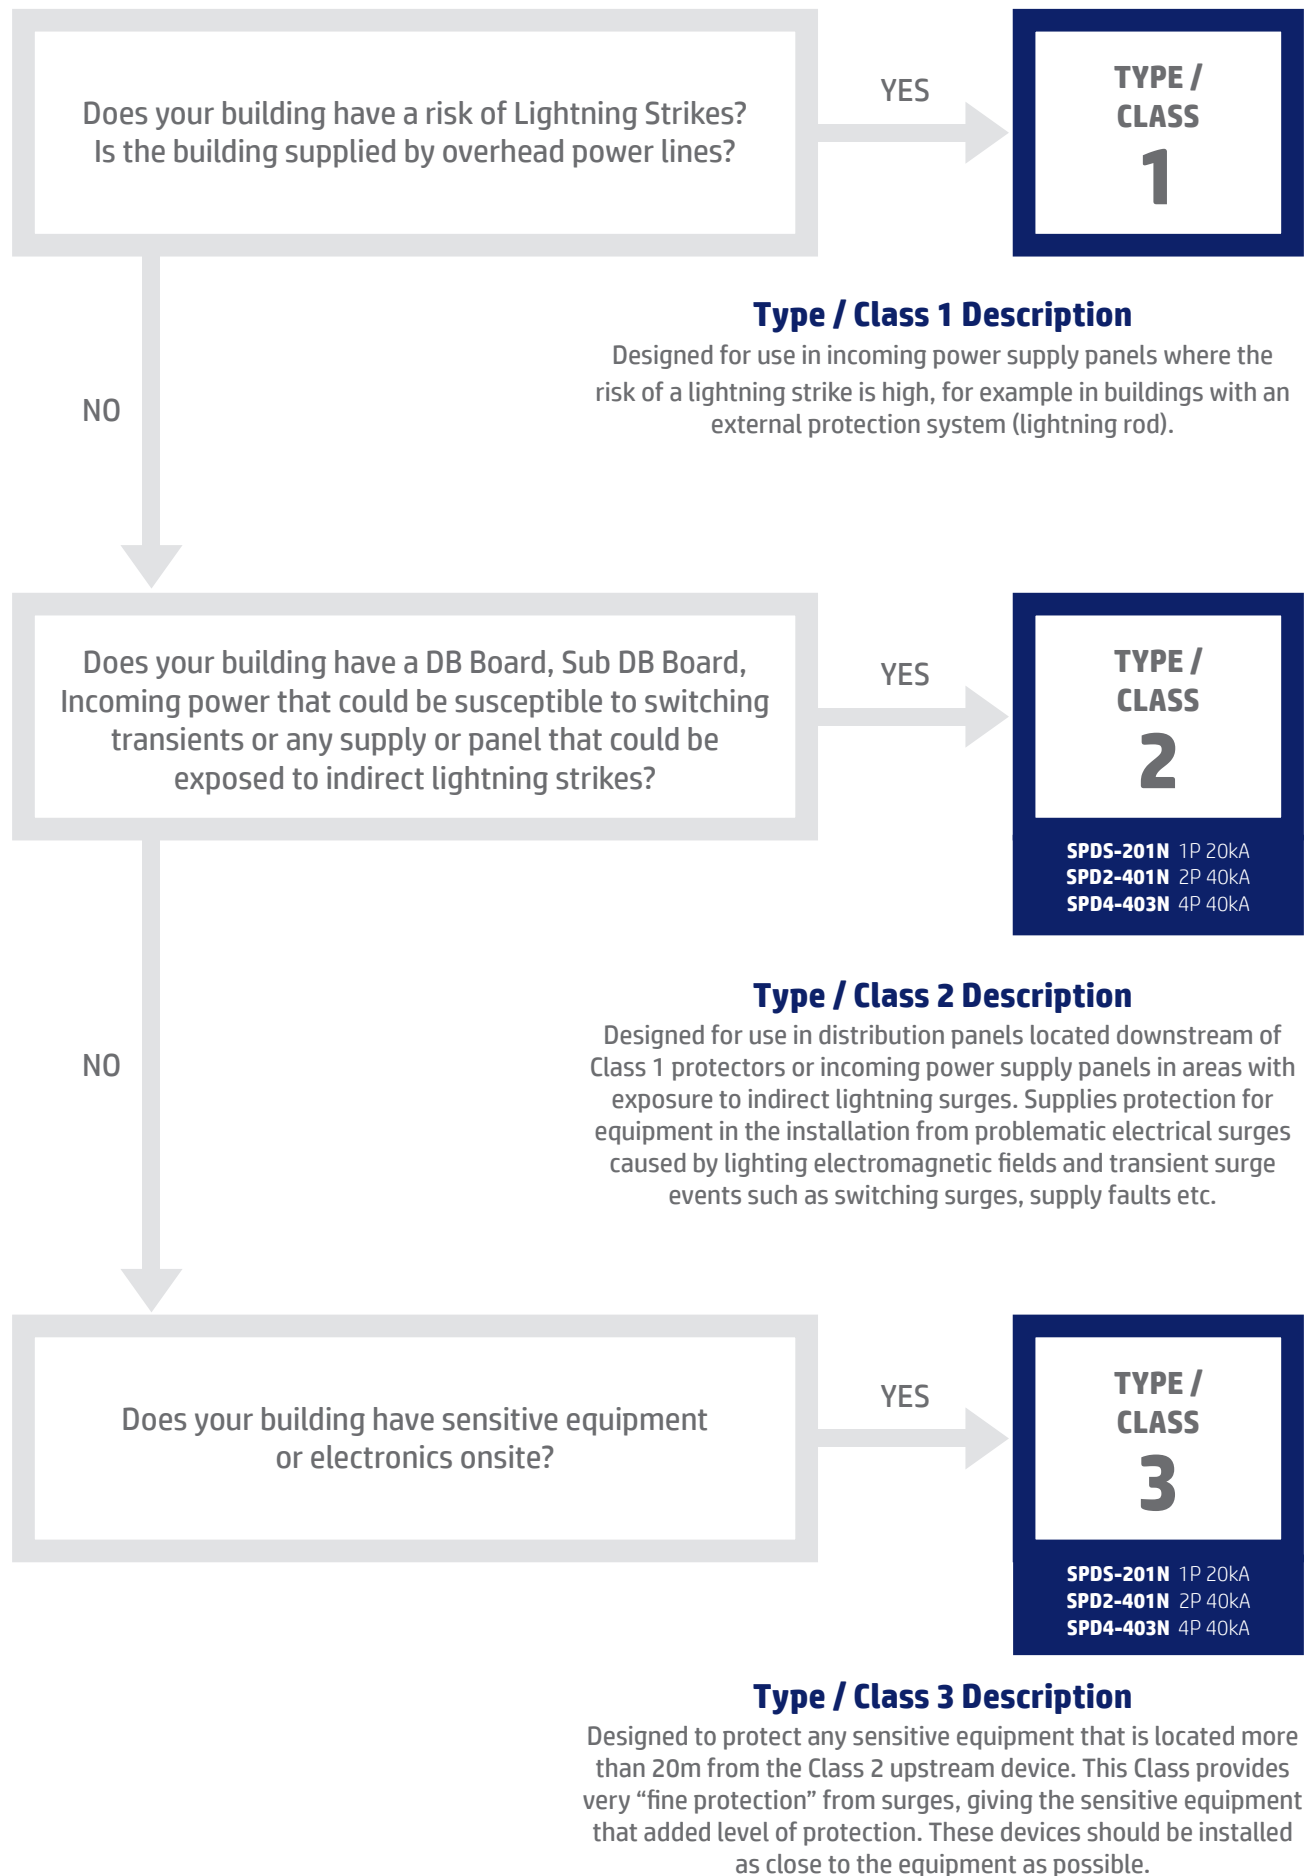 Does your building have a risk of Lightning Strikes?
Is the building supplied by overhead power lines?
YES
TYPE /
CLASS
1
Type / Class 1 Description
Designed for use in incoming power supply panels where the
risk of a lightning strike is high, for example in buildings with an
external protection system (lightning rod).
NO
Does your building have a DB Board, Sub DB Board,
Incoming power that could be susceptible to switching
transients or any supply or panel that could be
exposed to indirect lightning strikes?
YES
TYPE /
CLASS
2
SPDS-201N 1P 20kA
SPD2-401N 2P 40kA
SPD4-403N 4P 40kA
Type / Class 2 Description
Designed for use in distribution panels located downstream of
Class 1 protectors or incoming power supply panels in areas with
exposure to indirect lightning surges. Supplies protection for
equipment in the installation from problematic electrical surges
caused by lighting electromagnetic fields and transient surge
events such as switching surges, supply faults etc.
NO
Does your building have sensitive equipment
or electronics onsite?
YES
TYPE /
CLASS
3
SPDS-201N 1P 20kA
SPD2-401N 2P 40kA
SPD4-403N 4P 40kA
Type / Class 3 Description
Designed to protect any sensitive equipment that is located more
than 20m from the Class 2 upstream device. This Class provides
very “fine protection” from surges, giving the sensitive equipment
that added level of protection. These devices should be installed
as close to the equipment as possible.